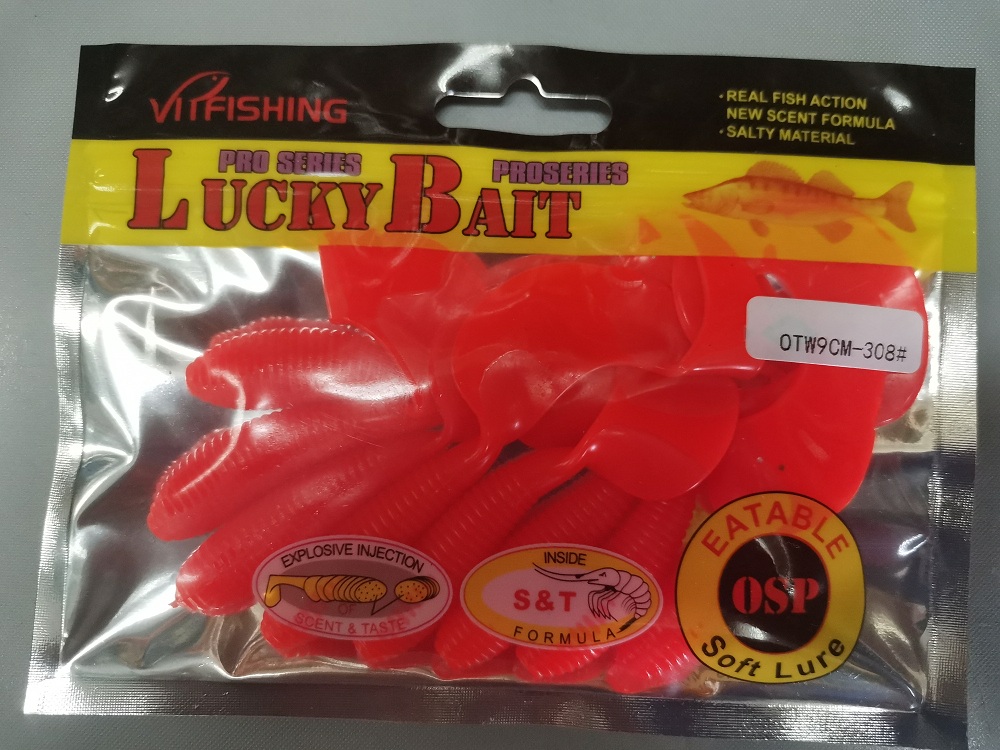 VITFISHING
· REAL FISH ACTION
NEW SCENT FORMULA
· SALTY MATERIAL
PRO SERIES PROSERIES
LUCKY BAIT
OTW9CM-308#
EXPLOSIVE INJECTION
OF
SCENT & TASTE
INSIDE
S&T
FORMULA
EATABLE
OSP
Soft Lure